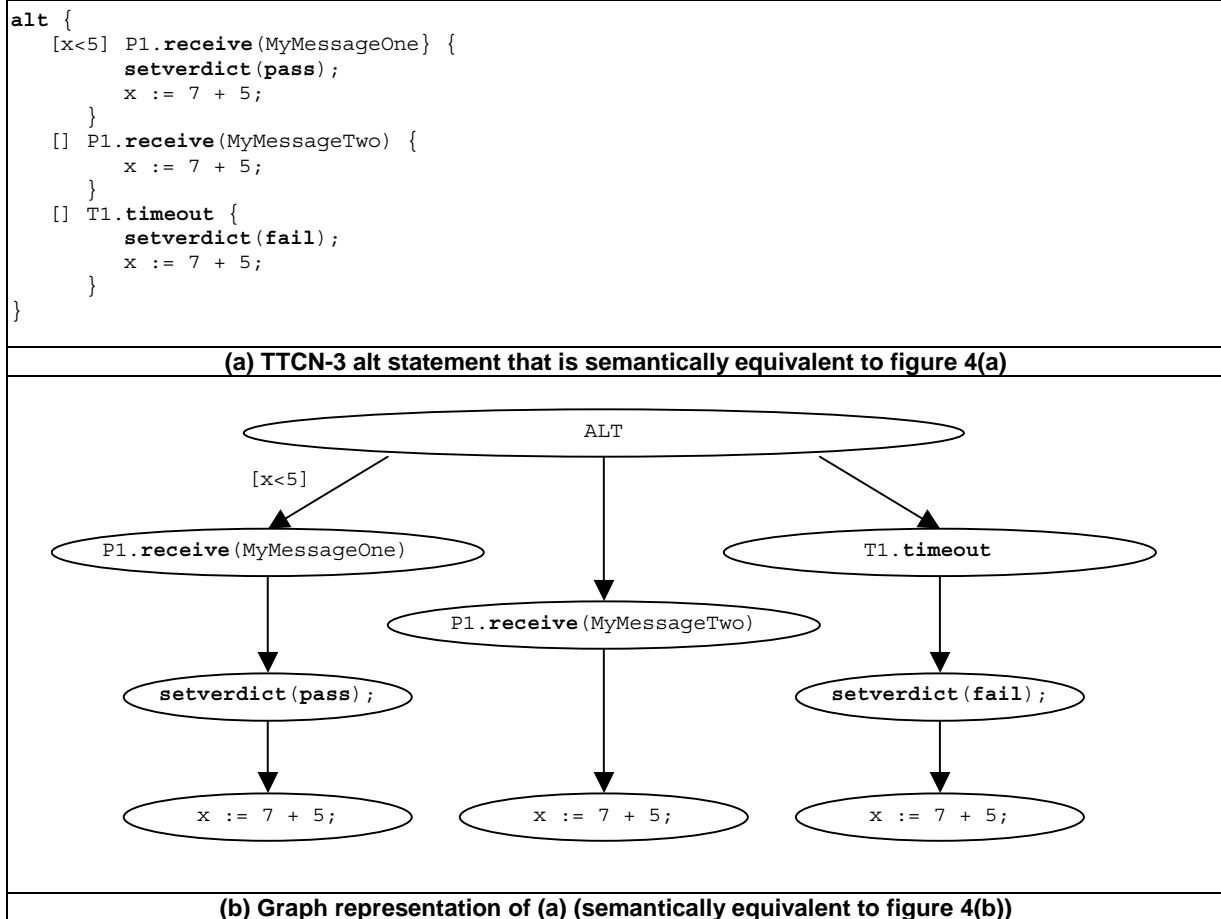 alt {
[x<5] P1.receive(MyMessageOne} {
setverdict(pass);
x := 7 + 5;
}
[] P1.receive(MyMessageTwo) {
x := 7 + 5;
}
[] T1.timeout {
setverdict(fail);
x := 7 + 5;
}
}
(a) TTCN-3 alt statement that is semantically equivalent to figure 4(a)
ALT
[x<5]
P1.receive(MyMessageOne)
T1.timeout
P1.receive(MyMessageTwo)
setverdict(pass);
setverdict(fail);
x := 7 + 5;
x := 7 + 5;
x := 7 + 5;
(b) Graph representation of (a) (semantically equivalent to figure 4(b))